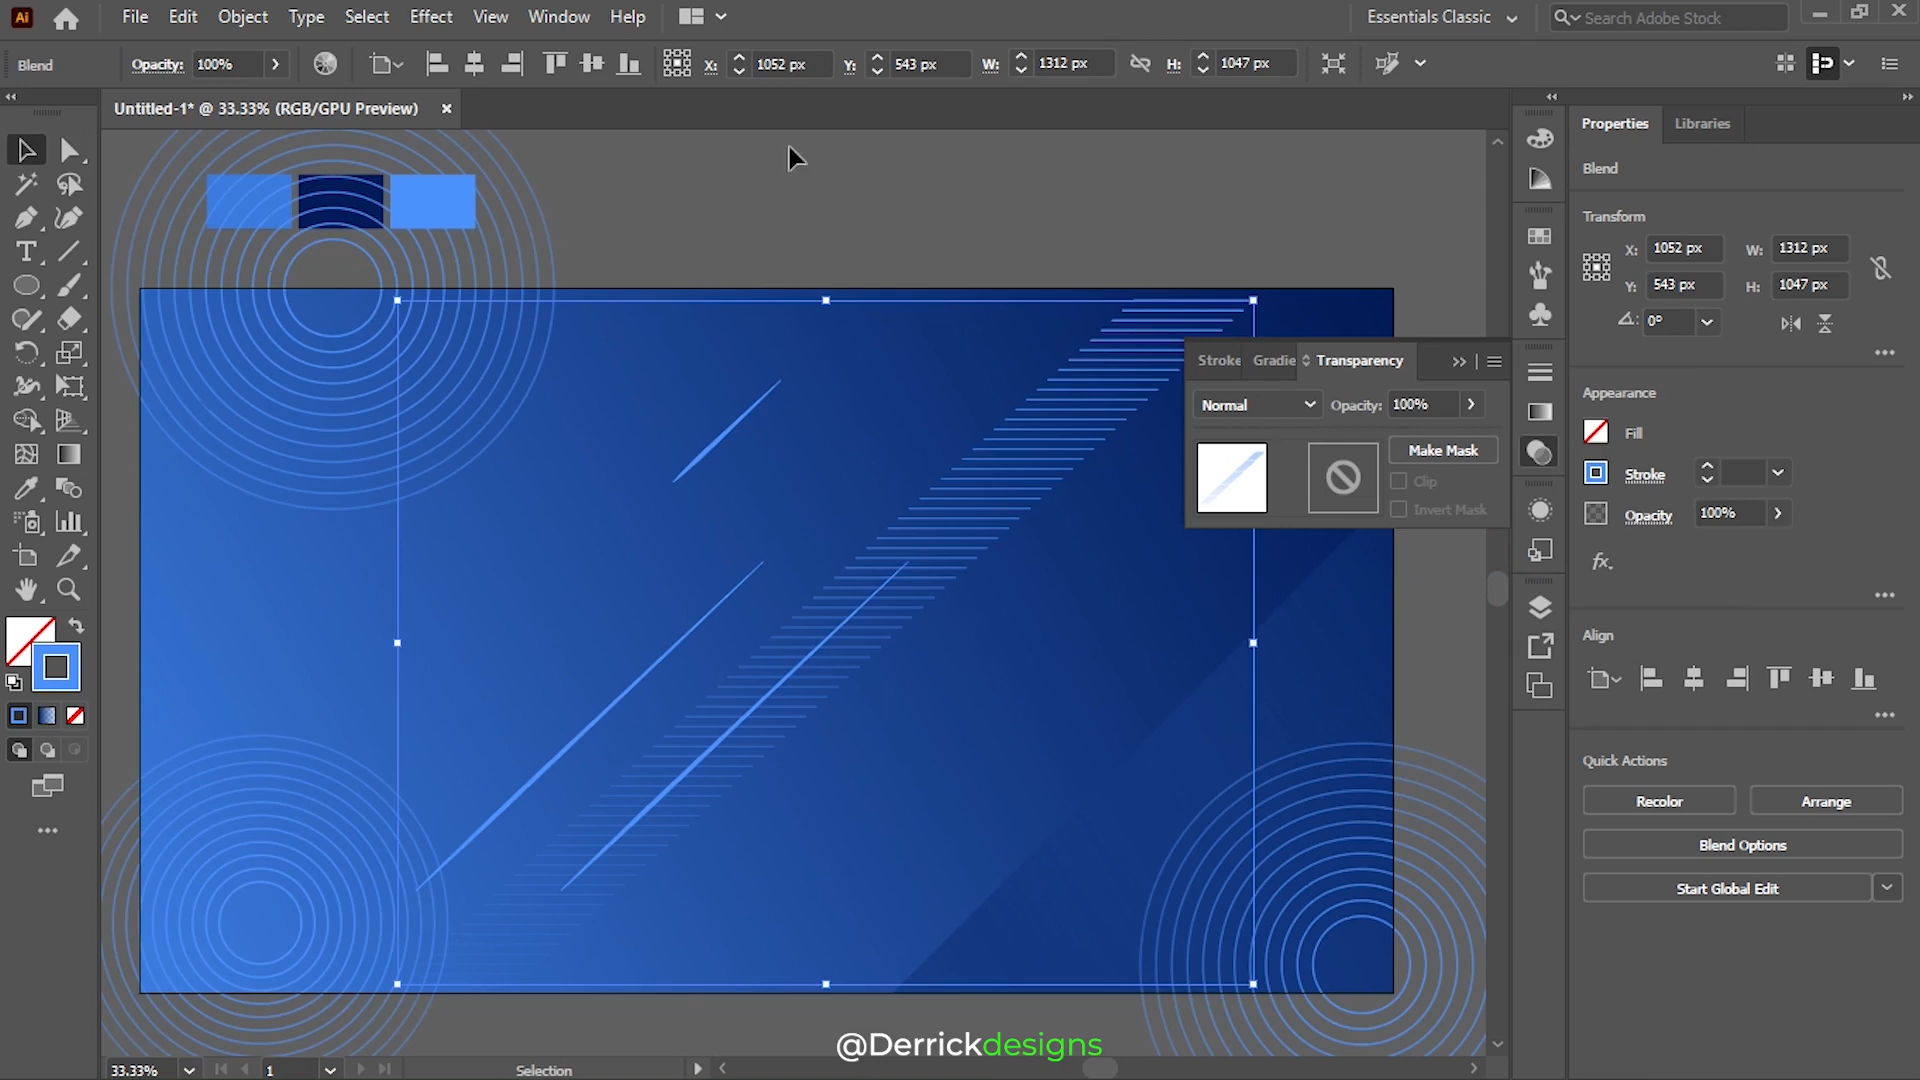 Ai File Edit Object Type Select Effect View Window Help Essentials Classic Search Adobe Stock
Blend Opacity: 100% X: 1052 px Y: 543 px W: 1312 px H: 1047 px
Untitled-1* @ 33.33% (RGB/GPU Preview)
Properties Libraries
Blend
Transform
X: 1052 px W: 1312 px
Y: 543 px H: 1047 px
0°
Stroke Gradie Transparency
Normal Opacity: 100%
Make Mask
Clip
Invert Mask
Appearance
Fill
Stroke
Opacity 100%
fx.
Align
Quick Actions
Recolor Arrange
Blend Options
Start Global Edit
@Derrickdesigns
33.33% 1 Selection